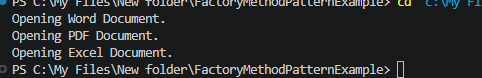 PS C:\My Files\New folder\FactoryMethodPatternExample> cd "c:\My Fi
Opening Word Document.
Opening PDF Document.
Opening Excel Document.
PS C:\My Files\New folder\FactoryMethodPatternExample>